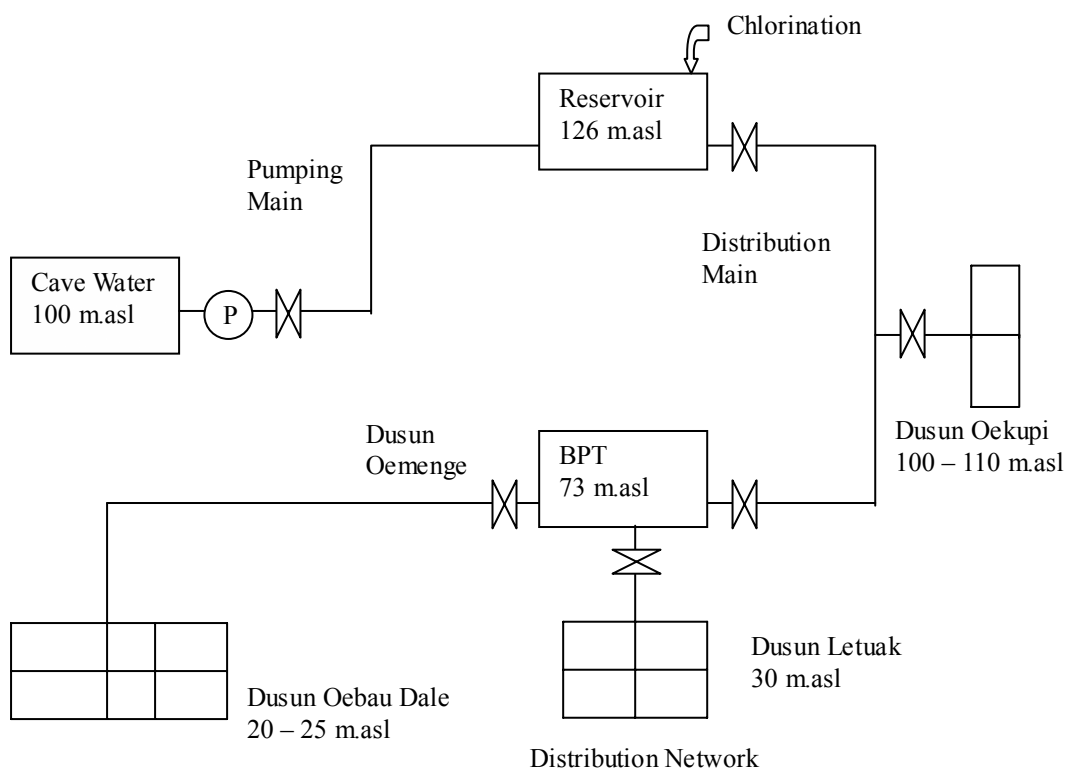 Chlorination
Reservoir
126 m.asl
Pumping
Main
Distribution
Main
Cave Water
100 m.asl
P
Dusun Oekupi
100 – 110 m.asl
Dusun
Oemenge
BPT
73 m.asl
Dusun Letuak
30 m.asl
Dusun Oebau Dale
20 – 25 m.asl
Distribution Network